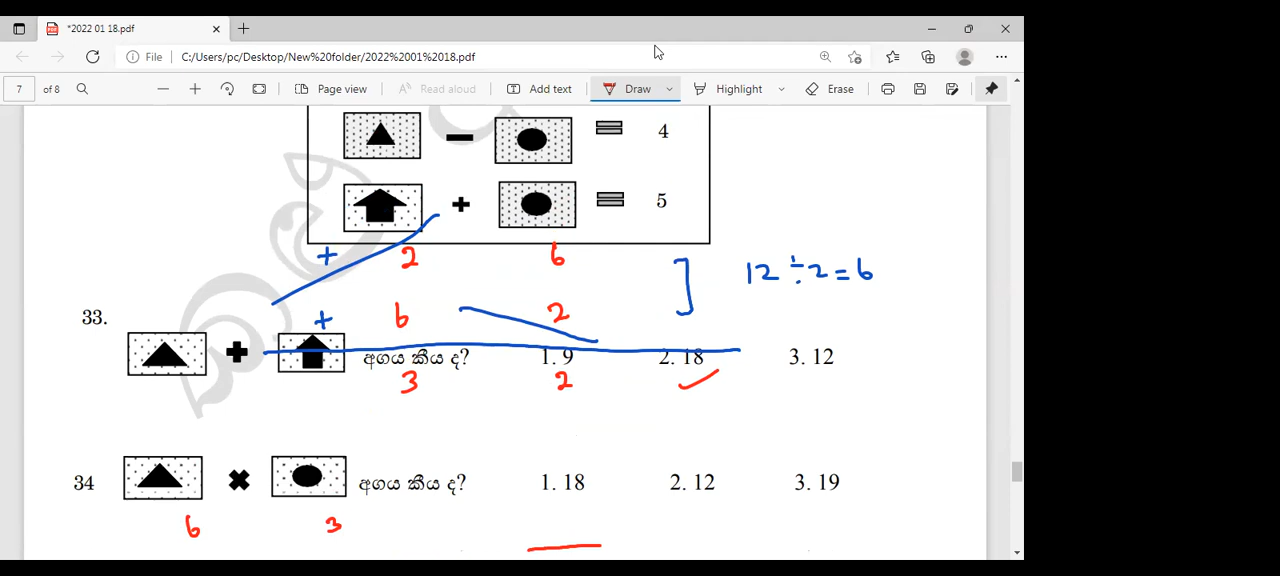 *2022 01 18.pdf
File C:/Users/pc/Desktop/New%20folder/2022%2001%2018.pdf
7 of 8 Page view Read aloud Add text Draw Highlight Erase
4
5
+ 2 6 12 ÷ 2 = 6
33. + 6 2
අගය කීය ද? 1. 9 2. 18 3. 12
3 2
34 අගය කීය ද? 1. 18 2. 12 3. 19
6 3